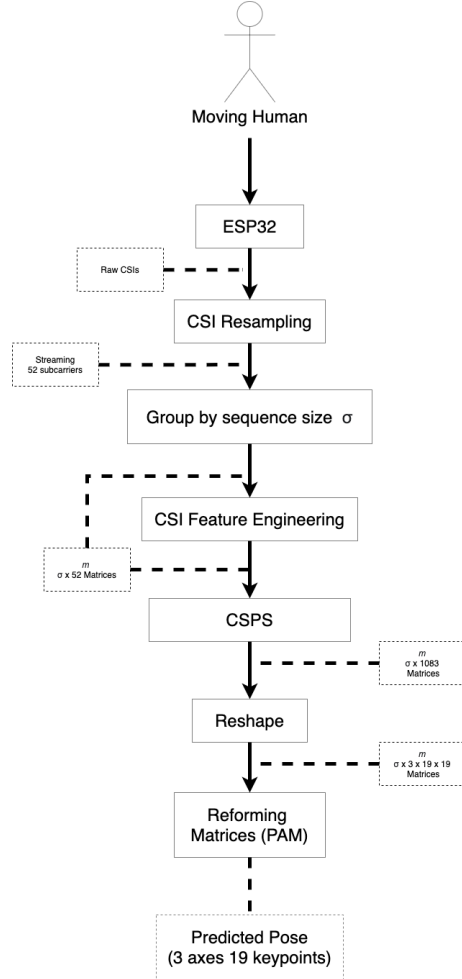 Moving Human
ESP32
Raw CSIs
CSI Resampling
Streaming
52 subcarriers
Group by sequence size σ
CSI Feature Engineering
m
σ x 52 Matrices
CSPS
m
σ x 1083
Matrices
Reshape
m
σ x 3 x 19 x 19
Matrices
Reforming
Matrices (PAM)
Predicted Pose
(3 axes 19 keypoints)